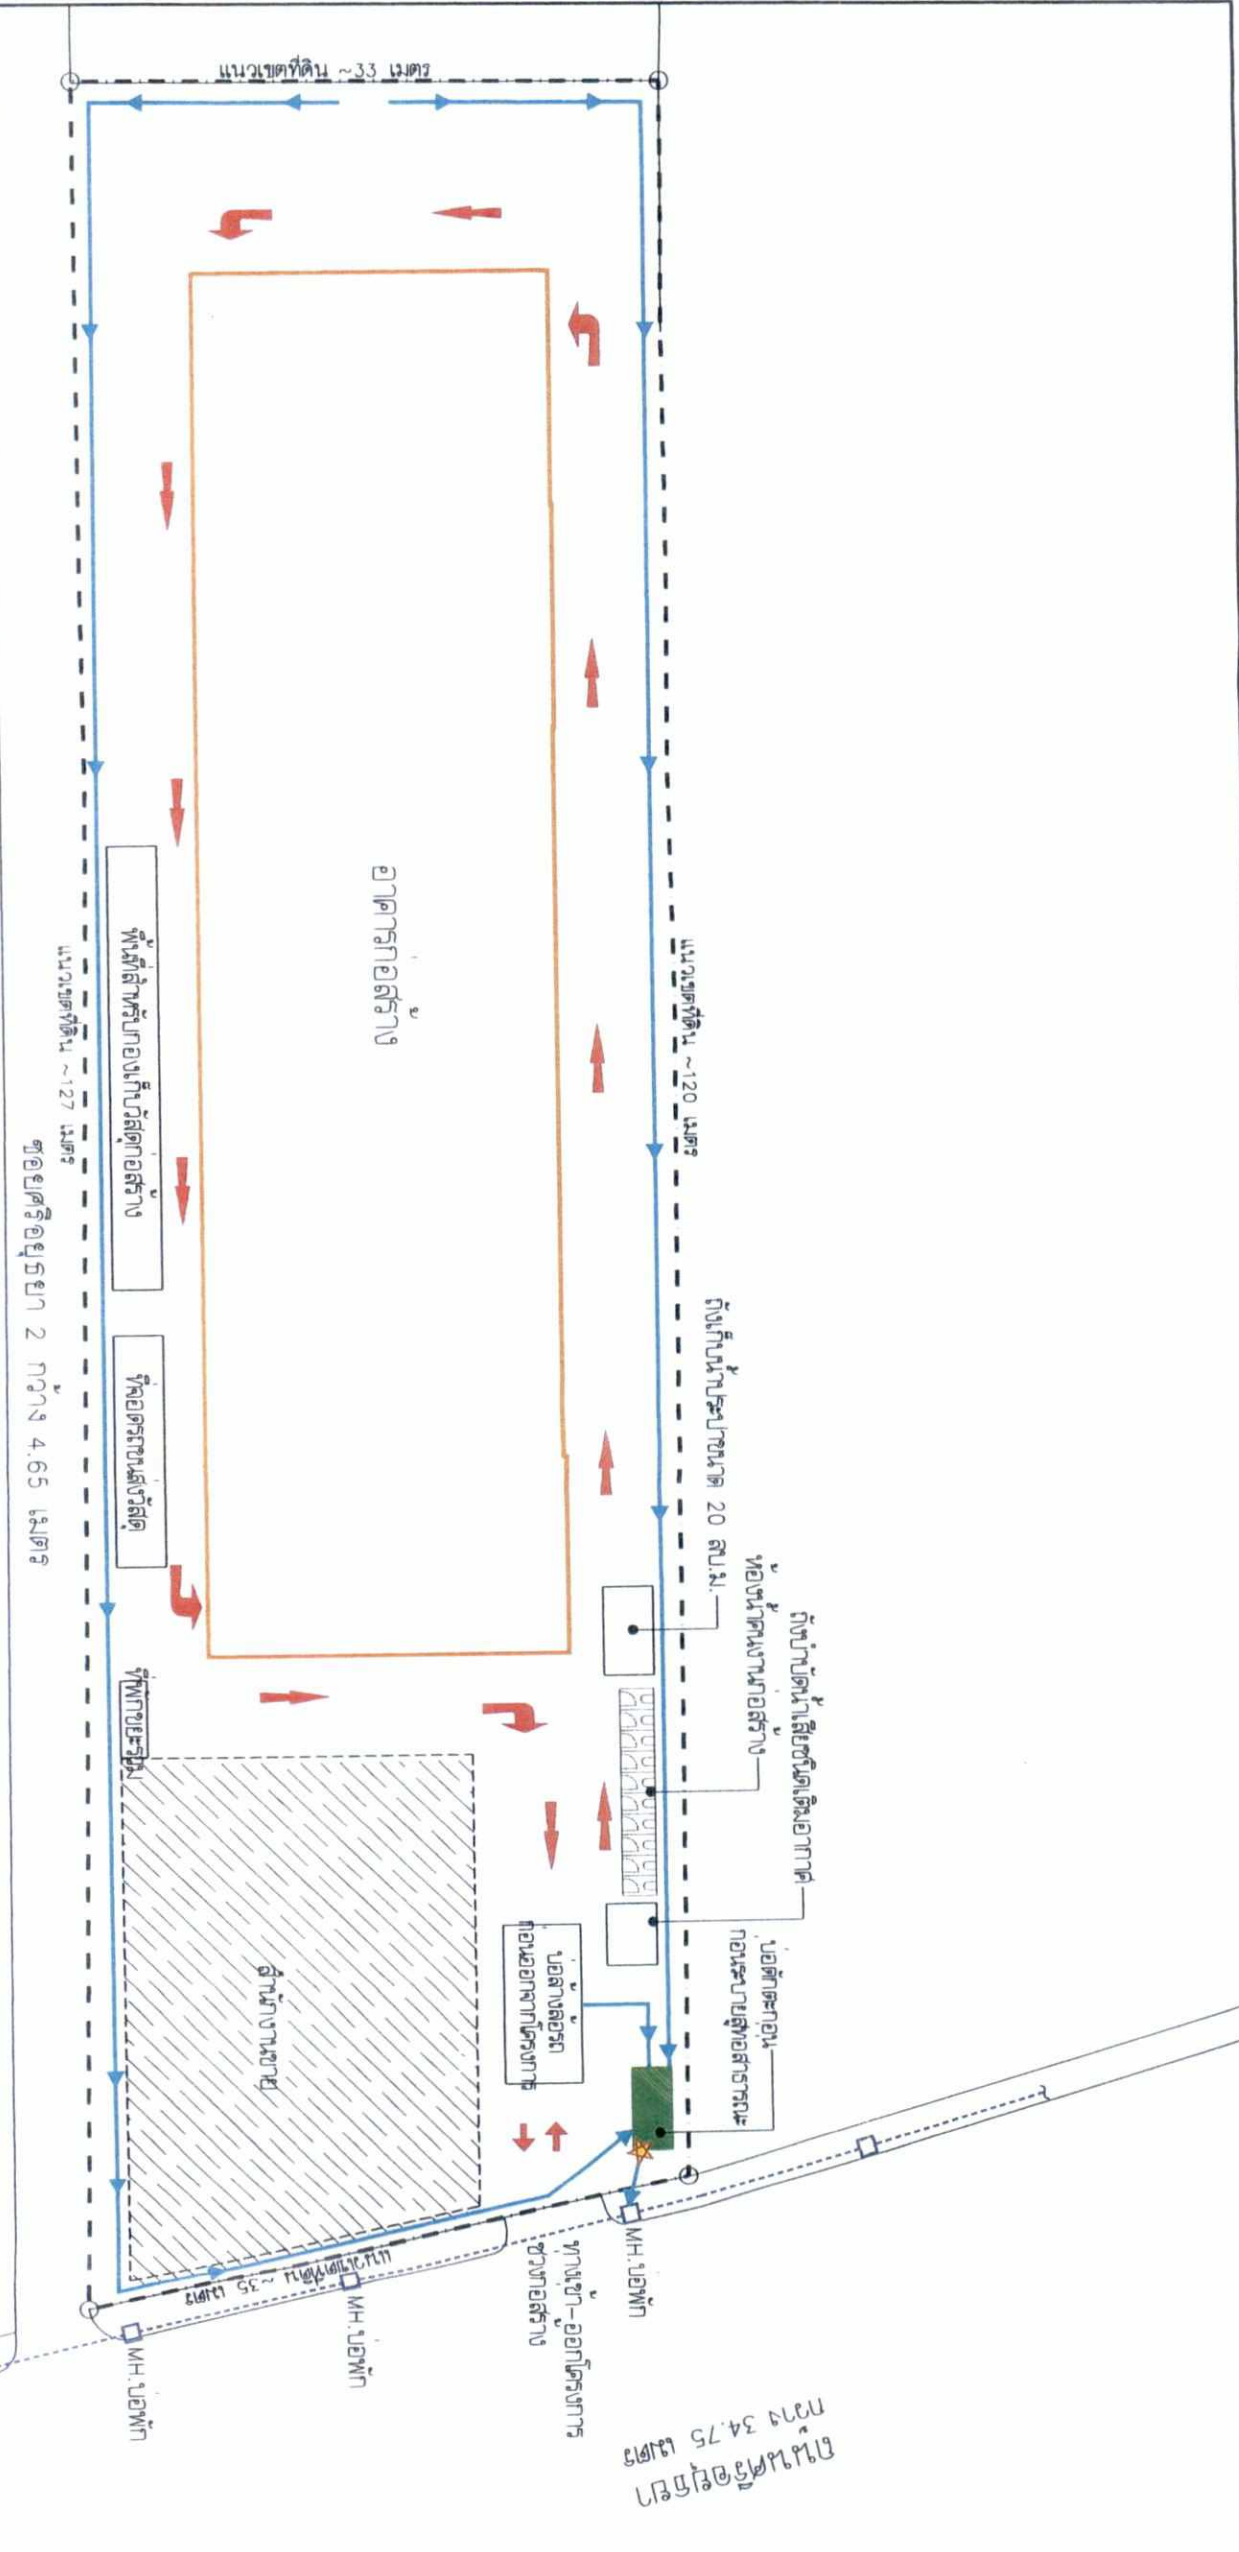 แนวเขตที่ดิน ~33 เมตร
อาคารก่อสร้าง
แนวเขตที่ดิน ~120 เมตร
พื้นที่สำหรับกองเก็บวัสดุก่อสร้าง
แนวเขตที่ดิน ~127 เมตร
ซอยศรีอยุธยา 2 กว้าง 4.65 เมตร
ที่จอดรถขนส่งวัสดุ
ถังเก็บน้ำประปาขนาด 20 ลบ.ม.
ห้องน้ำคนงานก่อสร้าง
ถังบำบัดน้ำเสียชนิดเติมอากาศ
ที่พักขยะรวม
สำนักงานขาย
บ่อล้างล้อรถ
ก่อนออกจากโครงการ
บ่อดักตะกอน
ก่อนระบายสู่ท่อสาธารณะ
แนวเขตที่ดิน ~35 เมตร
MH.บ่อพัก
MH.บ่อพัก
MH.บ่อพัก
ทางเข้า-ออกโครงการ
ช่วงก่อสร้าง
ถนนศรีอยุธยา
กว้าง 34.75 เมตร